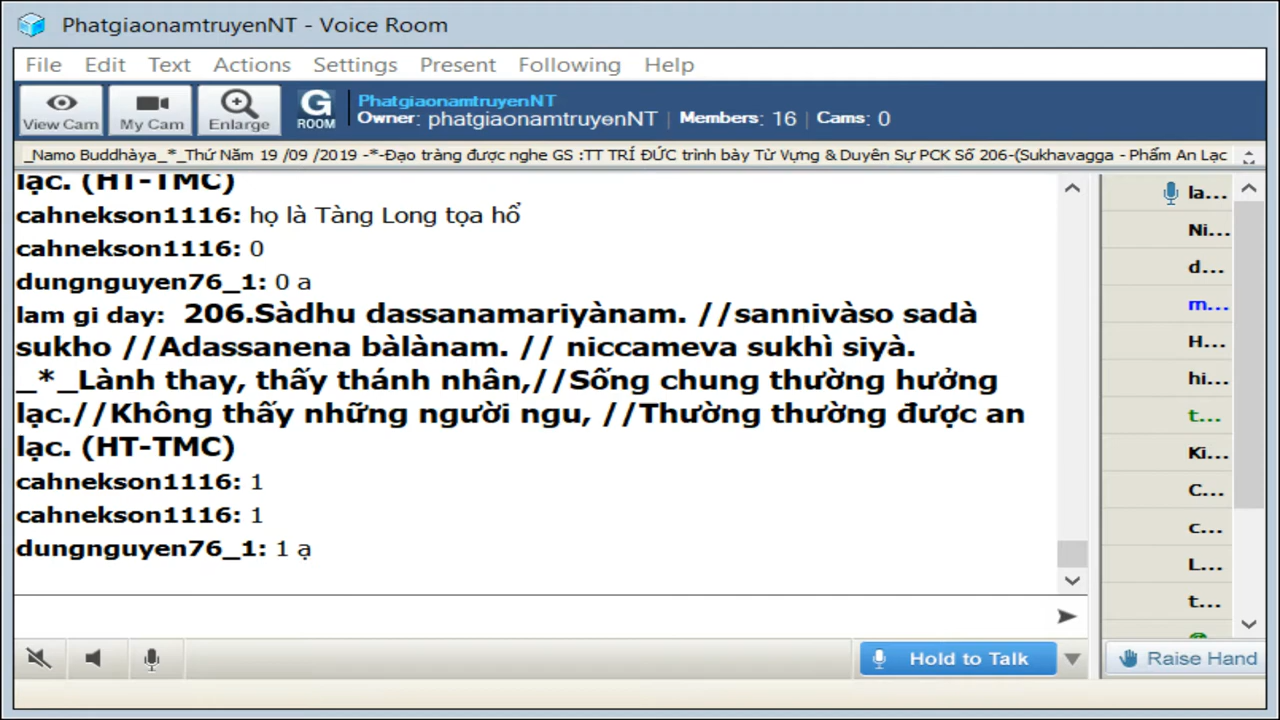 PhatgiaonamtruyenNT - Voice Room
File Edit Text Actions Settings Present Following Help
View Cam My Cam Enlarge G ROOM
PhatgiaonamtruyenNT
Owner: phatgiaonamtruyenNT | Members: 16 | Cams: 0
_Namo Buddhàya_*_Thứ Năm 19 /09 /2019 -*-Đạo tràng được nghe GS :TT TRÍ ĐỨC trình bày Từ Vựng & Duyên Sự PCK Số 206-(Sukhavagga - Phẩm An Lạc
lạc. (HT-TMC)
cahnekson1116: họ là Tàng Long tọa hổ
cahnekson1116: 0
dungnguyen76_1: 0 a
lam gi day: 206.Sàdhu dassanamariyànam. //sannivàso sadà
sukho //Adassanena bàlànam. // niccameva sukhì siyà.
_*_Lành thay, thấy thánh nhân,//Sống chung thường hưởng
lạc.//Không thấy những người ngu, //Thường thường được an
lạc. (HT-TMC)
cahnekson1116: 1
cahnekson1116: 1
dungnguyen76_1: 1 ạ
la...
Ni...
d...
m...
H...
hi...
t...
Ki...
C...
c...
L...
t...
Hold to Talk
Raise Hand